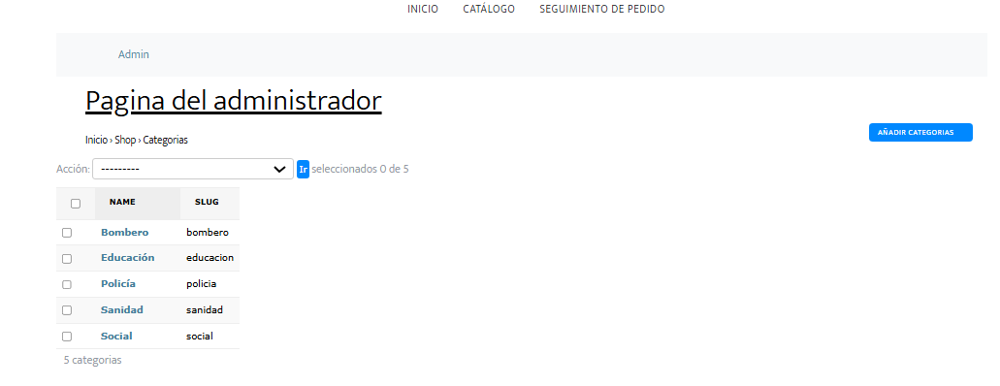 INICIO CATÁLOGO SEGUIMIENTO DE PEDIDO
Admin
Pagina del administrador
Inicio › Shop › Categorias
AÑADIR CATEGORIAS
Acción: --------- Ir seleccionados 0 de 5
NAME SLUG
Bombero bombero
Educación educacion
Policía policia
Sanidad sanidad
Social social
5 categorias